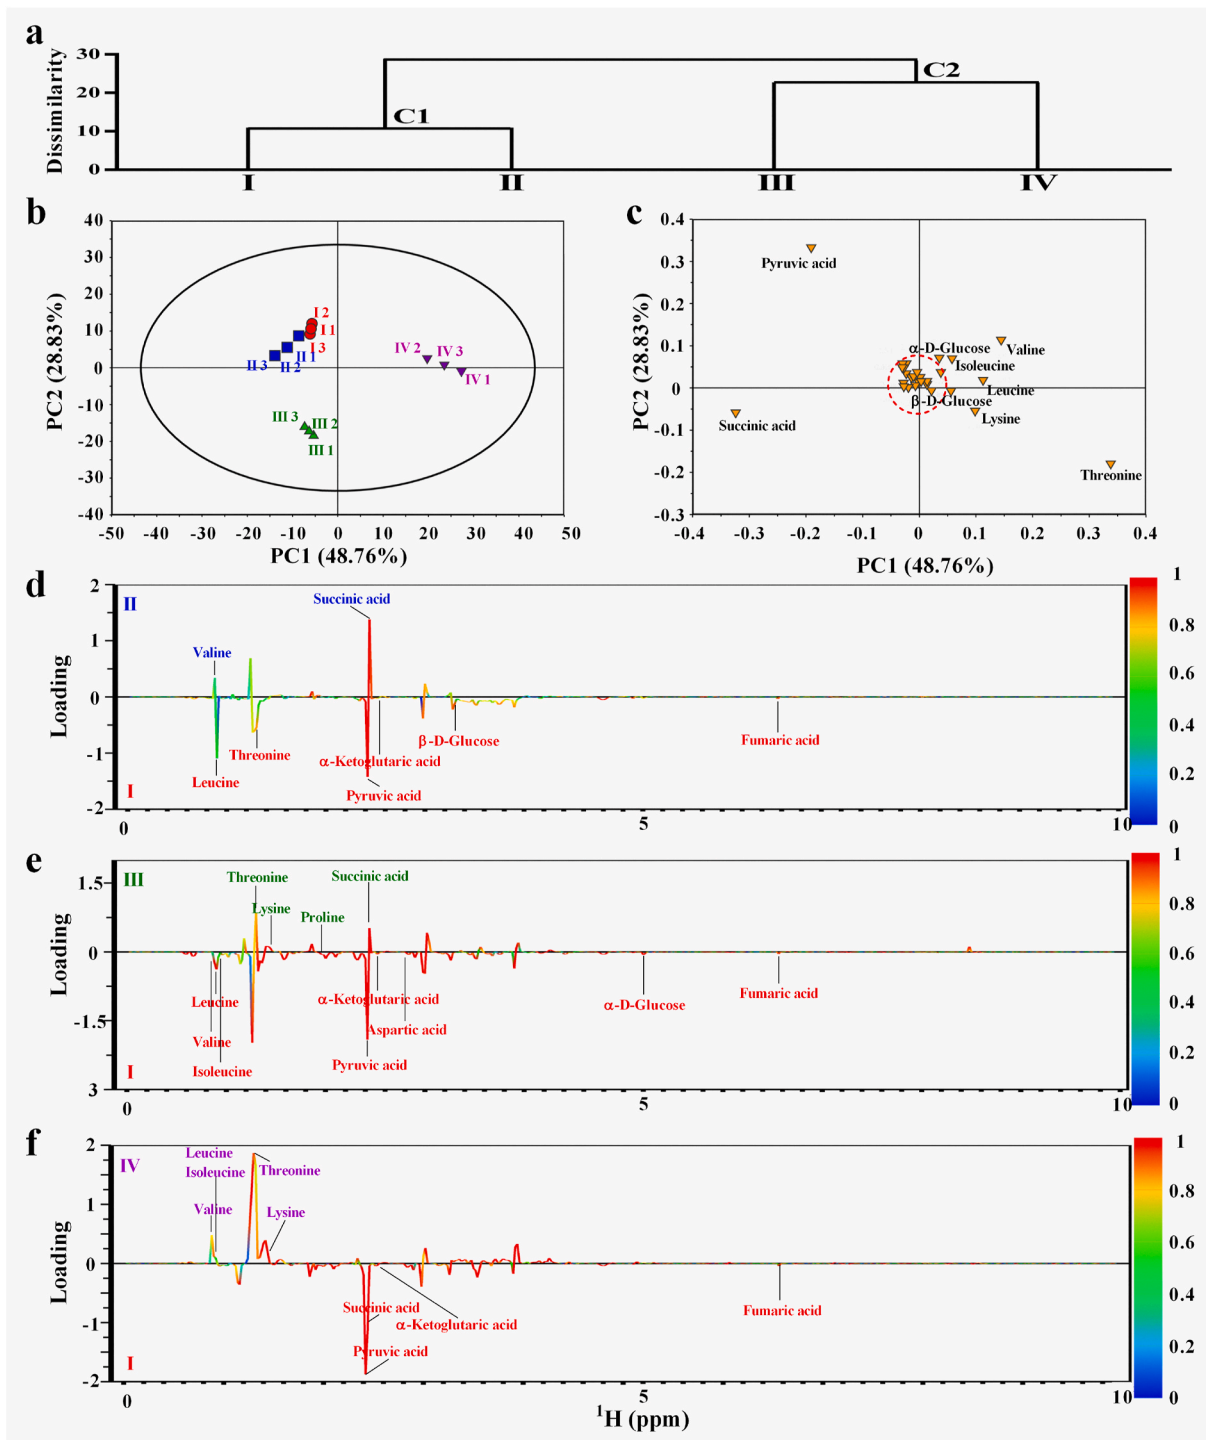 a
Dissimilarity
30
20
10
0
C1
C2
I
II
III
IV
b
PC2 (28.83%)
40
30
20
10
0
-10
-20
-30
-40
I 2
I 1
I 3
II 1
II 2
II 3
IV 2
IV 3
IV 1
III 3
III 2
III 1
-50
-40
-30
-20
-10
0
10
20
30
40
50
PC1 (48.76%)
c
PC2 (28.83%)
0.4
0.3
0.2
0.1
0
-0.1
-0.2
-0.3
Pyruvic acid
α-D-Glucose
Valine
Isoleucine
Leucine
β-D-Glucose
Lysine
Succinic acid
Threonine
-0.4
-0.3
-0.2
-0.1
0
0.1
0.2
0.3
0.4
PC1 (48.76%)
d
Loading
2
1
0
-1
-2
II
Succinic acid
Valine
Threonine
Leucine
α-Ketoglutaric acid
β-D-Glucose
Pyruvic acid
Fumaric acid
I
0
5
10
1
0.8
0.6
0.4
0.2
0
e
Loading
1.5
0
-1.5
3
III
Threonine
Lysine
Proline
Succinic acid
Leucine
Valine
Isoleucine
α-Ketoglutaric acid
Aspartic acid
Pyruvic acid
α-D-Glucose
Fumaric acid
I
0
5
10
1
0.8
0.6
0.4
0.2
0
f
Loading
2
1
0
-1
-2
IV
Leucine
Isoleucine
Threonine
Valine
Lysine
Succinic acid
α-Ketoglutaric acid
Pyruvic acid
Fumaric acid
I
0
5
10
1
0.8
0.6
0.4
0.2
0
1H (ppm)